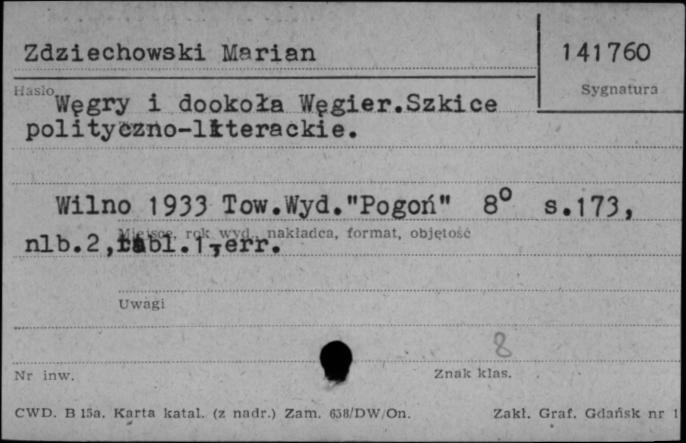 Zdziechowski Marian
141760
Hasło
Sygnatura
Węgry i dookoła Węgier.Szkice
polityczno-literackie.
Wilno 1933 Tow.Wyd."Pogoń" 8° s.173,
Miejsce, rok wyd., nakładca, format, objętość
nlb.2,tabl.1,err.
Uwagi
8
Nr inw.
Znak klas.
CWD. B 15a. Karta katal. (z nadr.) Zam. 658/DW/On.
Zakł. Graf. Gdańsk nr 1